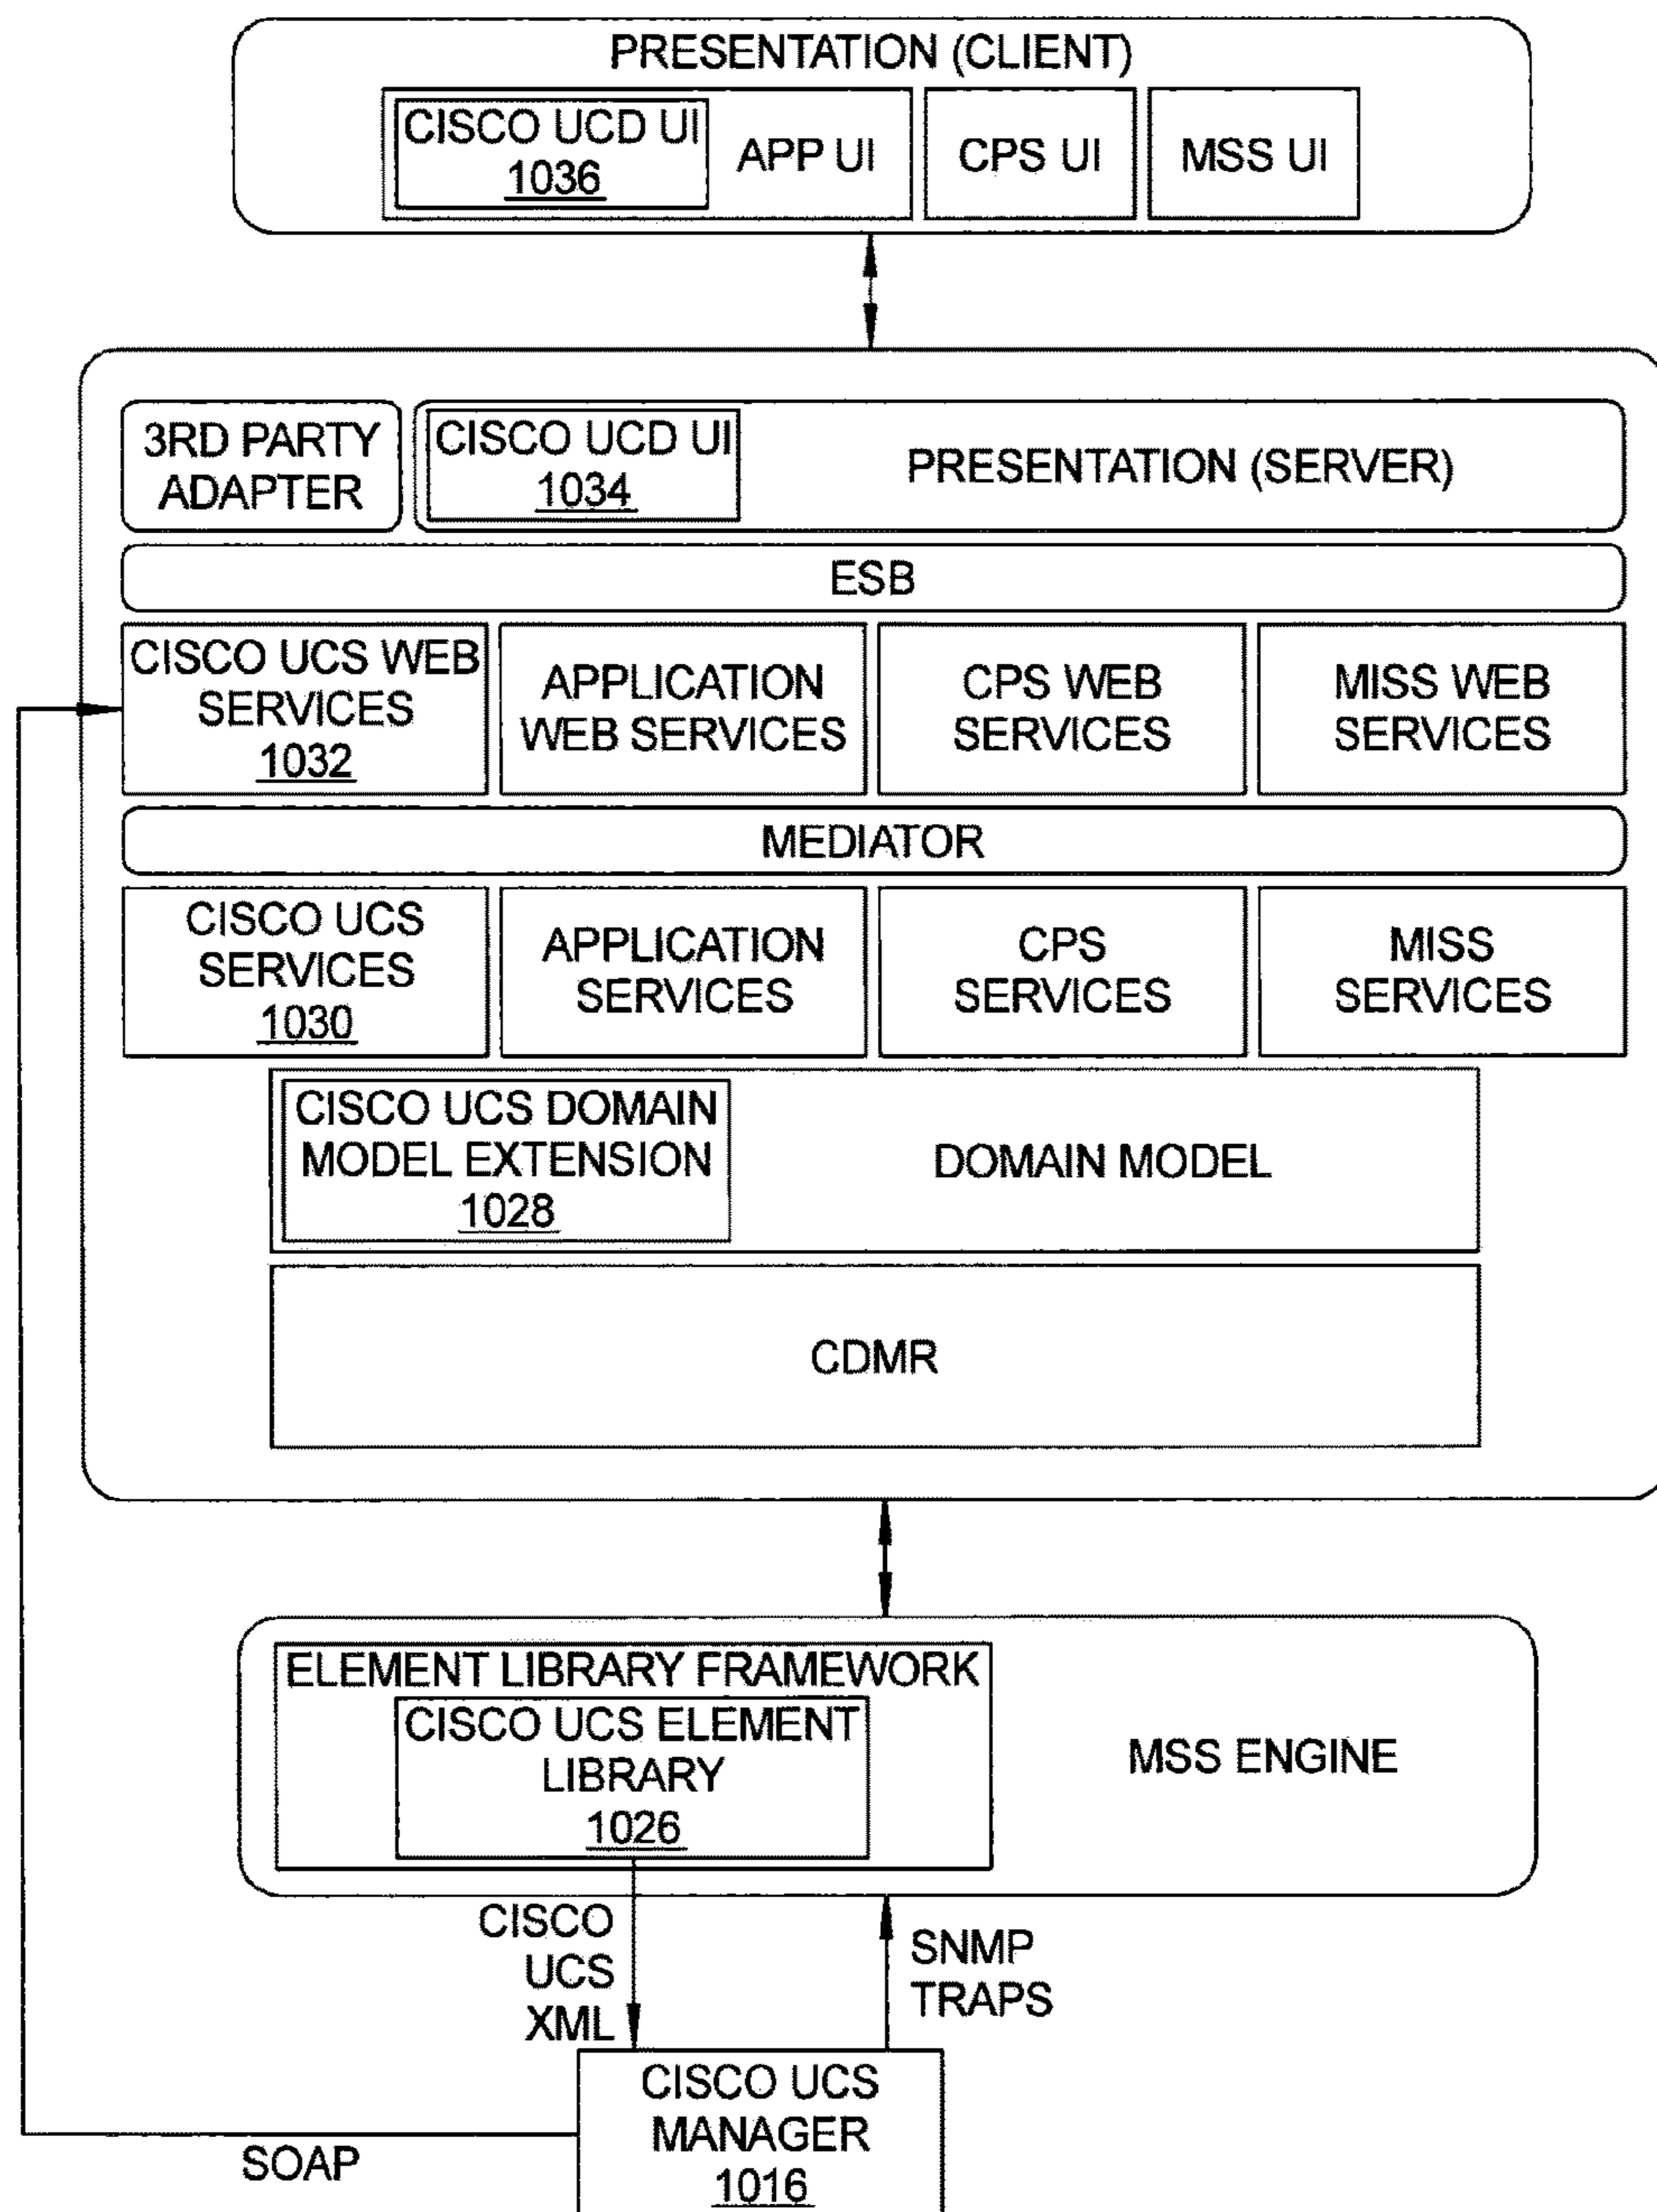 PRESENTATION (CLIENT)
CISCO UCD UI
1036
APP UI
CPS UI
MSS UI
3RD PARTY
ADAPTER
CISCO UCD UI
1034
PRESENTATION (SERVER)
ESB
CISCO UCS WEB
SERVICES
1032
APPLICATION
WEB SERVICES
CPS WEB
SERVICES
MISS WEB
SERVICES
MEDIATOR
CISCO UCS
SERVICES
1030
APPLICATION
SERVICES
CPS
SERVICES
MISS
SERVICES
CISCO UCS DOMAIN
MODEL EXTENSION
1028
DOMAIN MODEL
CDMR
ELEMENT LIBRARY FRAMEWORK
CISCO UCS ELEMENT
LIBRARY
1026
MSS ENGINE
CISCO
UCS
XML
SNMP
TRAPS
CISCO UCS
MANAGER
1016
SOAP